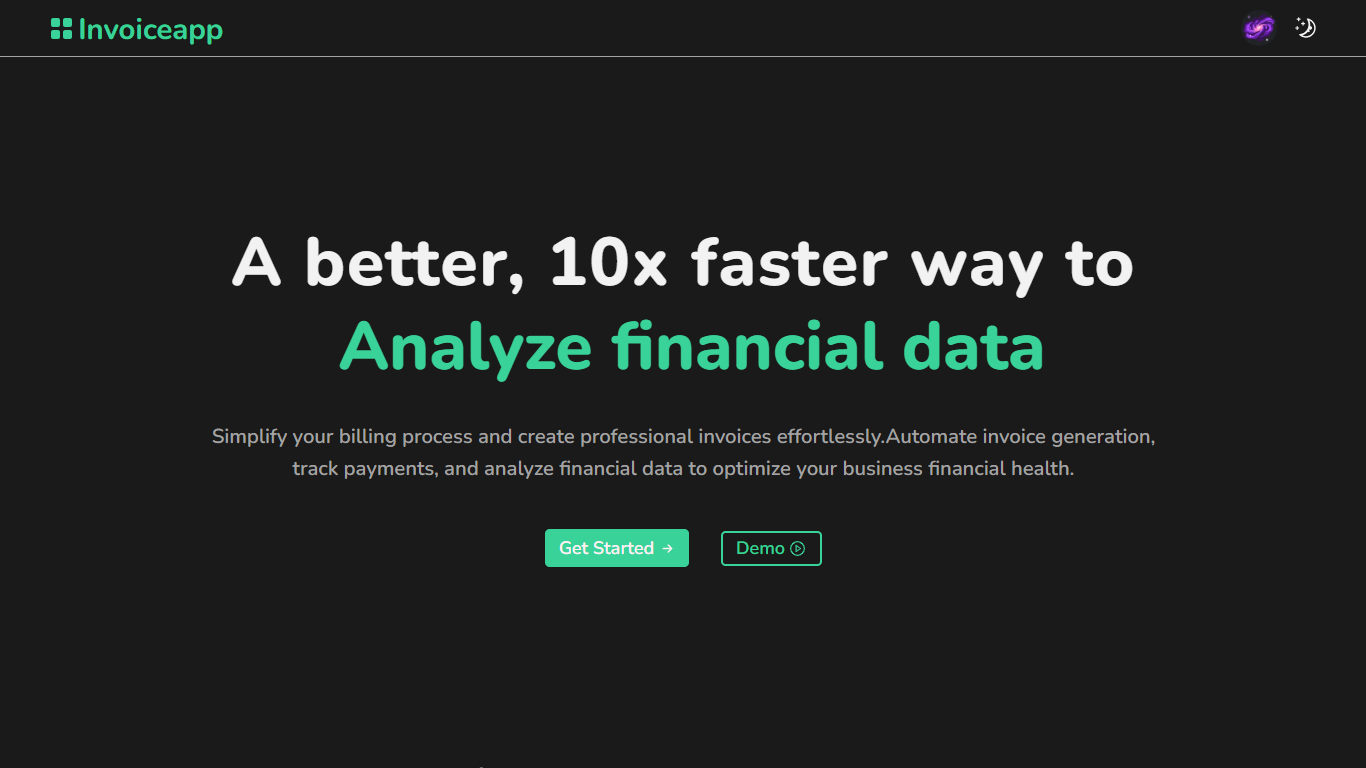 Invoiceapp
A better, 10x faster way to
Analyze financial data
Simplify your billing process and create professional invoices effortlessly.Automate invoice generation,
track payments, and analyze financial data to optimize your business financial health.
Get Started →
Demo